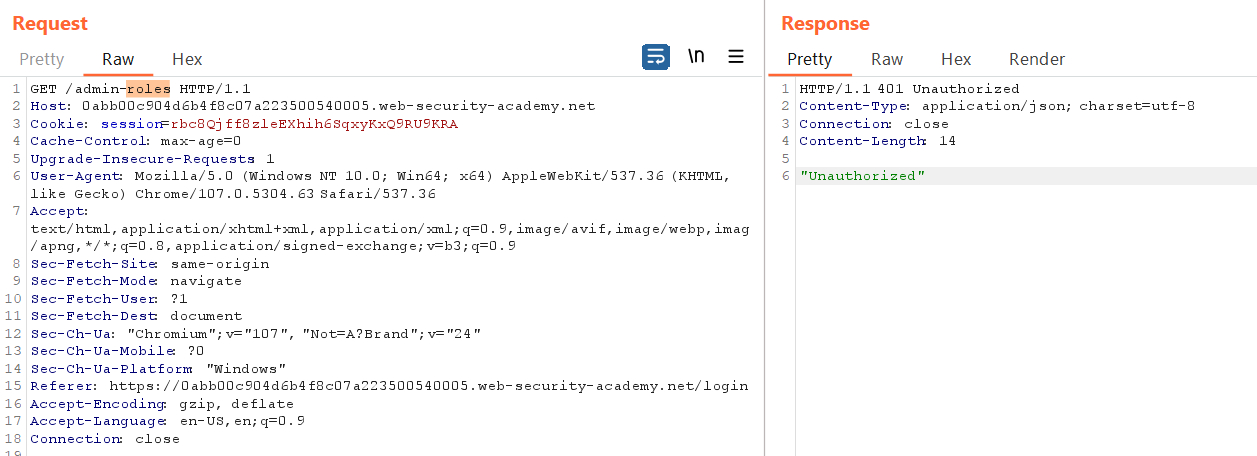 Request
Pretty Raw Hex \n
1 GET /admin-roles HTTP/1.1
2 Host: 0abb00c904d6b4f8c07a223500540005.web-security-academy.net
3 Cookie: session=rbc8Qjff8zleEXhih6SqxyKxQ9RU9KRA
4 Cache-Control: max-age=0
5 Upgrade-Insecure-Requests: 1
6 User-Agent: Mozilla/5.0 (Windows NT 10.0; Win64; x64) AppleWebKit/537.36 (KHTML,
like Gecko) Chrome/107.0.5304.63 Safari/537.36
7 Accept:
text/html,application/xhtml+xml,application/xml;q=0.9,image/avif,image/webp,imag
/apng,*/*;q=0.8,application/signed-exchange;v=b3;q=0.9
8 Sec-Fetch-Site: same-origin
9 Sec-Fetch-Mode: navigate
10 Sec-Fetch-User: ?1
11 Sec-Fetch-Dest: document
12 Sec-Ch-Ua: "Chromium";v="107", "Not=A?Brand";v="24"
13 Sec-Ch-Ua-Mobile: ?0
14 Sec-Ch-Ua-Platform: "Windows"
15 Referer: https://0abb00c904d6b4f8c07a223500540005.web-security-academy.net/login
16 Accept-Encoding: gzip, deflate
17 Accept-Language: en-US,en;q=0.9
18 Connection: close
19
Response
Pretty Raw Hex Render
1 HTTP/1.1 401 Unauthorized
2 Content-Type: application/json; charset=utf-8
3 Connection: close
4 Content-Length: 14
5
6 "Unauthorized"